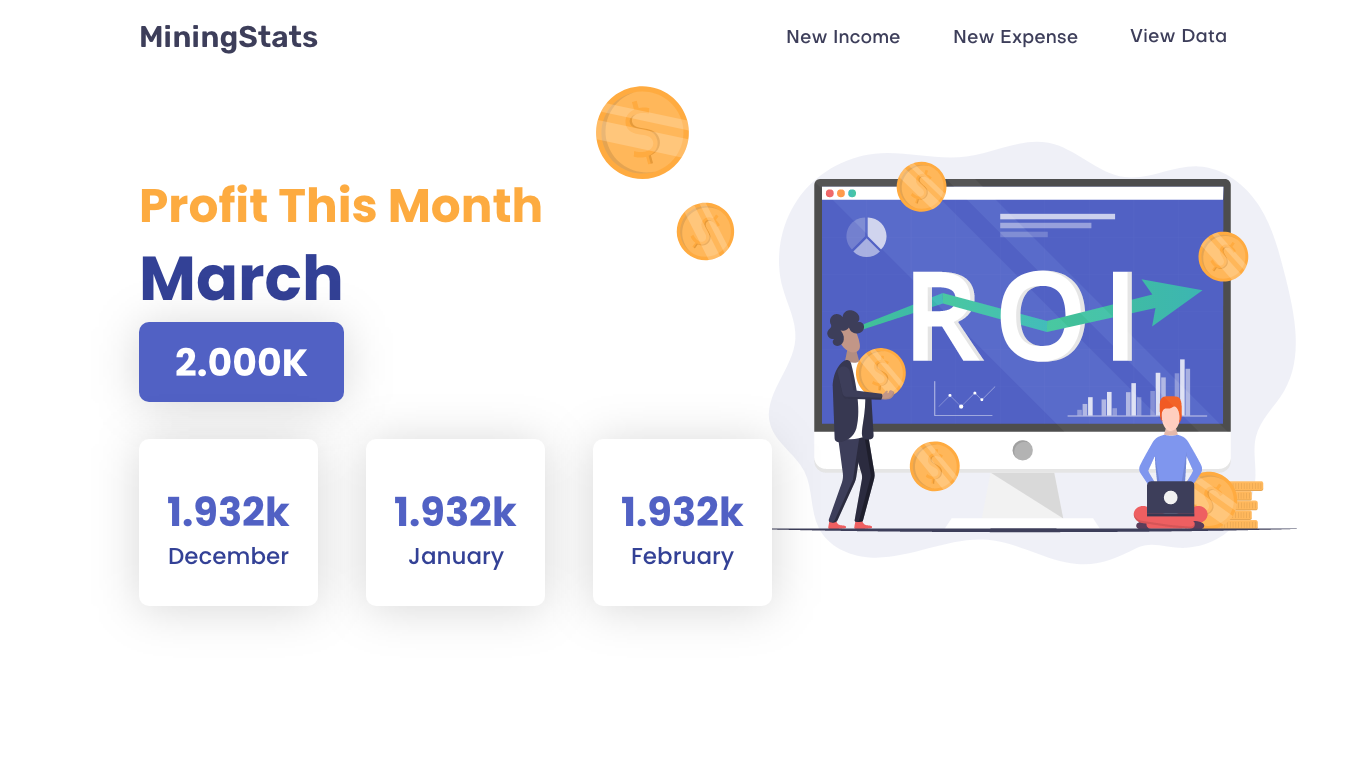 MiningStats
New Income
New Expense
View Data
Profit This Month
March
2.000K
ROI
1.932k
December
1.932k
January
1.932k
February